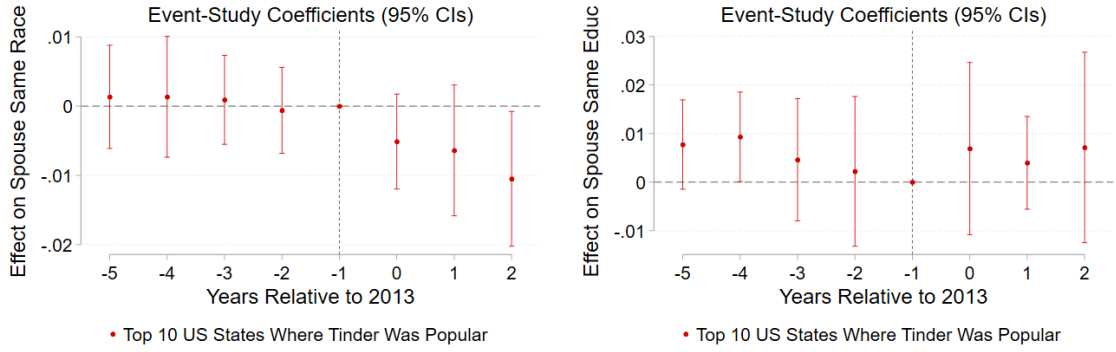 Event-Study Coefficients (95% CIs)
Effect on Spouse Same Race
.01
0
-.01
-.02
-5 -4 -3 -2 -1 0 1 2
Years Relative to 2013
Top 10 US States Where Tinder Was Popular
Event-Study Coefficients (95% CIs)
Effect on Spouse Same Educ
.03
.02
.01
0
-.01
-5 -4 -3 -2 -1 0 1 2
Years Relative to 2013
Top 10 US States Where Tinder Was Popular